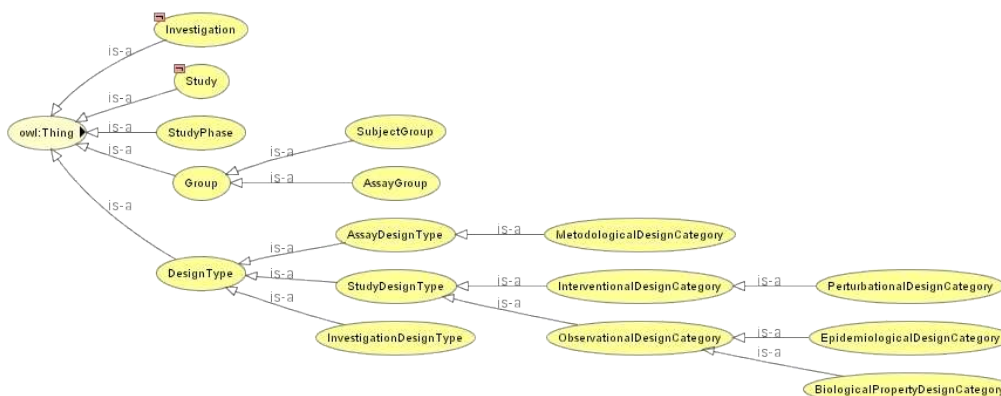 Investigation
is-a
Study
is-a
owl:Thing
is-a
StudyPhase
is-a
SubjectGroup
is-a
Group
is-a
AssayGroup
is-a
AssayDesignType
is-a
MetodologicalDesignCategory
is-a
DesignType
is-a
StudyDesignType
is-a
InterventionalDesignCategory
is-a
PerturbationalDesignCategory
is-a
InvestigationDesignType
is-a
ObservationalDesignCategory
is-a
EpidemiologicalDesignCategory
is-a
BiologicalPropertyDesignCategory